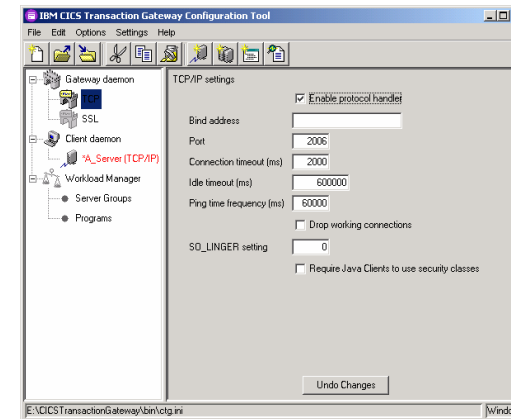 IBM CICS Transaction Gateway Configuration Tool
File Edit Options Settings Help
Gateway daemon
TCP
SSL
Client daemon
*A_Server (TCP/IP)
Workload Manager
Server Groups
Programs
TCP/IP settings
Enable protocol handler
Bind address
Port 2006
Connection timeout (ms) 2000
Idle timeout (ms) 600000
Ping time frequency (ms) 60000
Drop working connections
SO_LINGER setting 0
Require Java Clients to use security classes
Undo Changes
E:\CICSTransactionGateway\bin\ctg.ini Windo